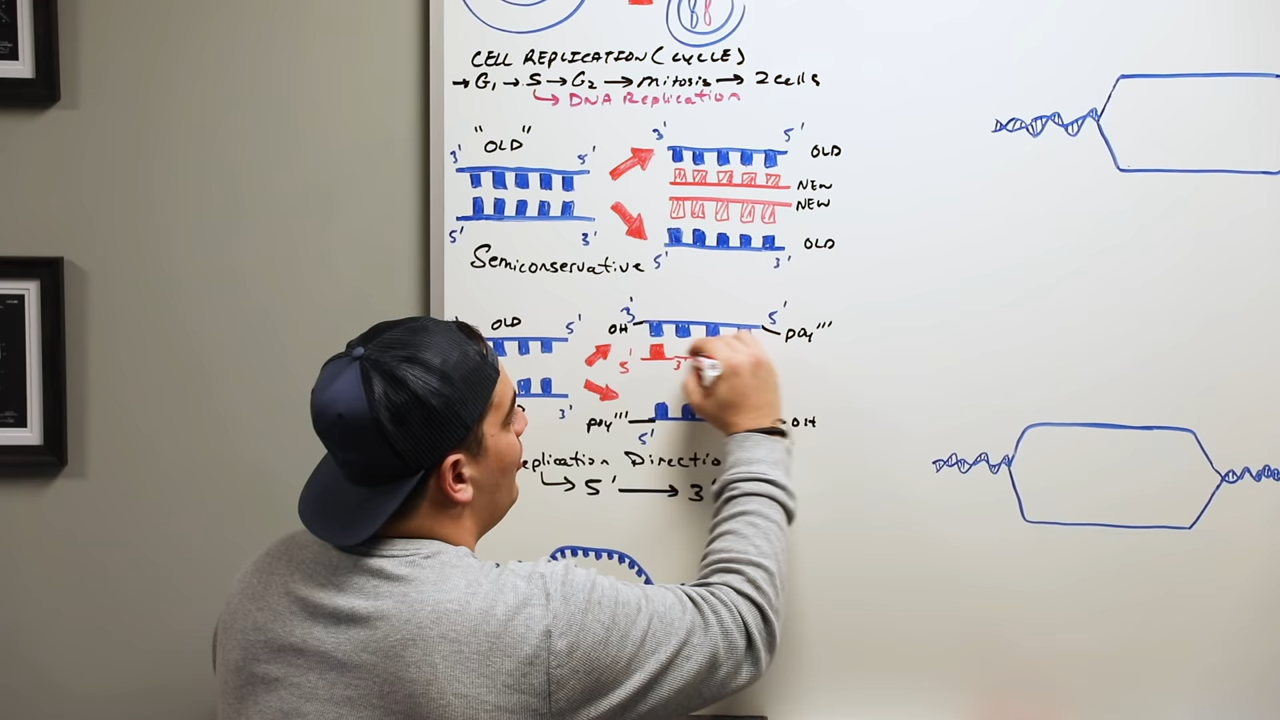 CELL REPLICATION (CYCLE)
→ G₁ → S → G₂ → Mitosis → 2 cells
↳ DNA Replication
"OLD"
3' 5'
5' 3'
3' 5'
OLD
NEW
NEW
OLD
5' 3'
Semiconservative
OLD 5'
3'
3' 5'
OH PO₄'''
5' 3'
PO₄''' OH
5'
eplication Directio
↳ 5' → 3'